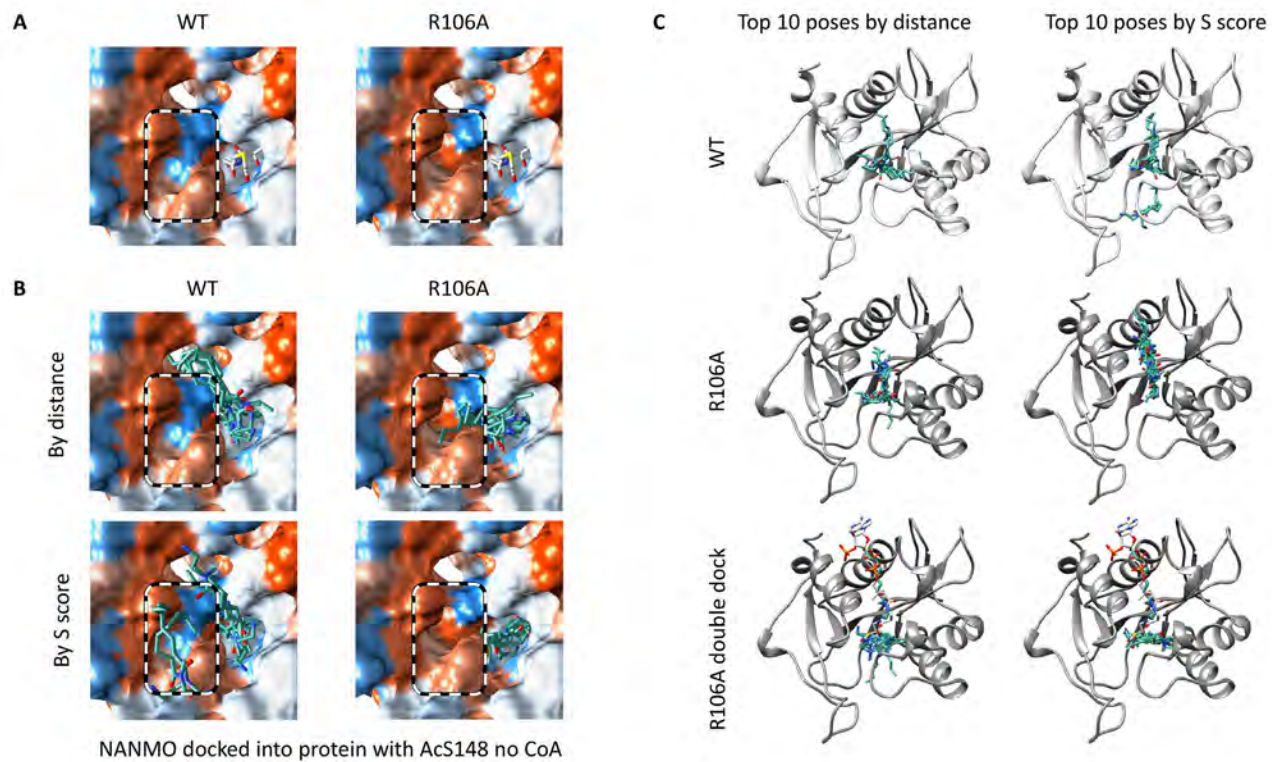 A
WT
R106A
B
WT
R106A
By distance
By S score
NANMO docked into protein with AcS148 no CoA
C
Top 10 poses by distance
Top 10 poses by S score
WT
R106A
R106A double dock